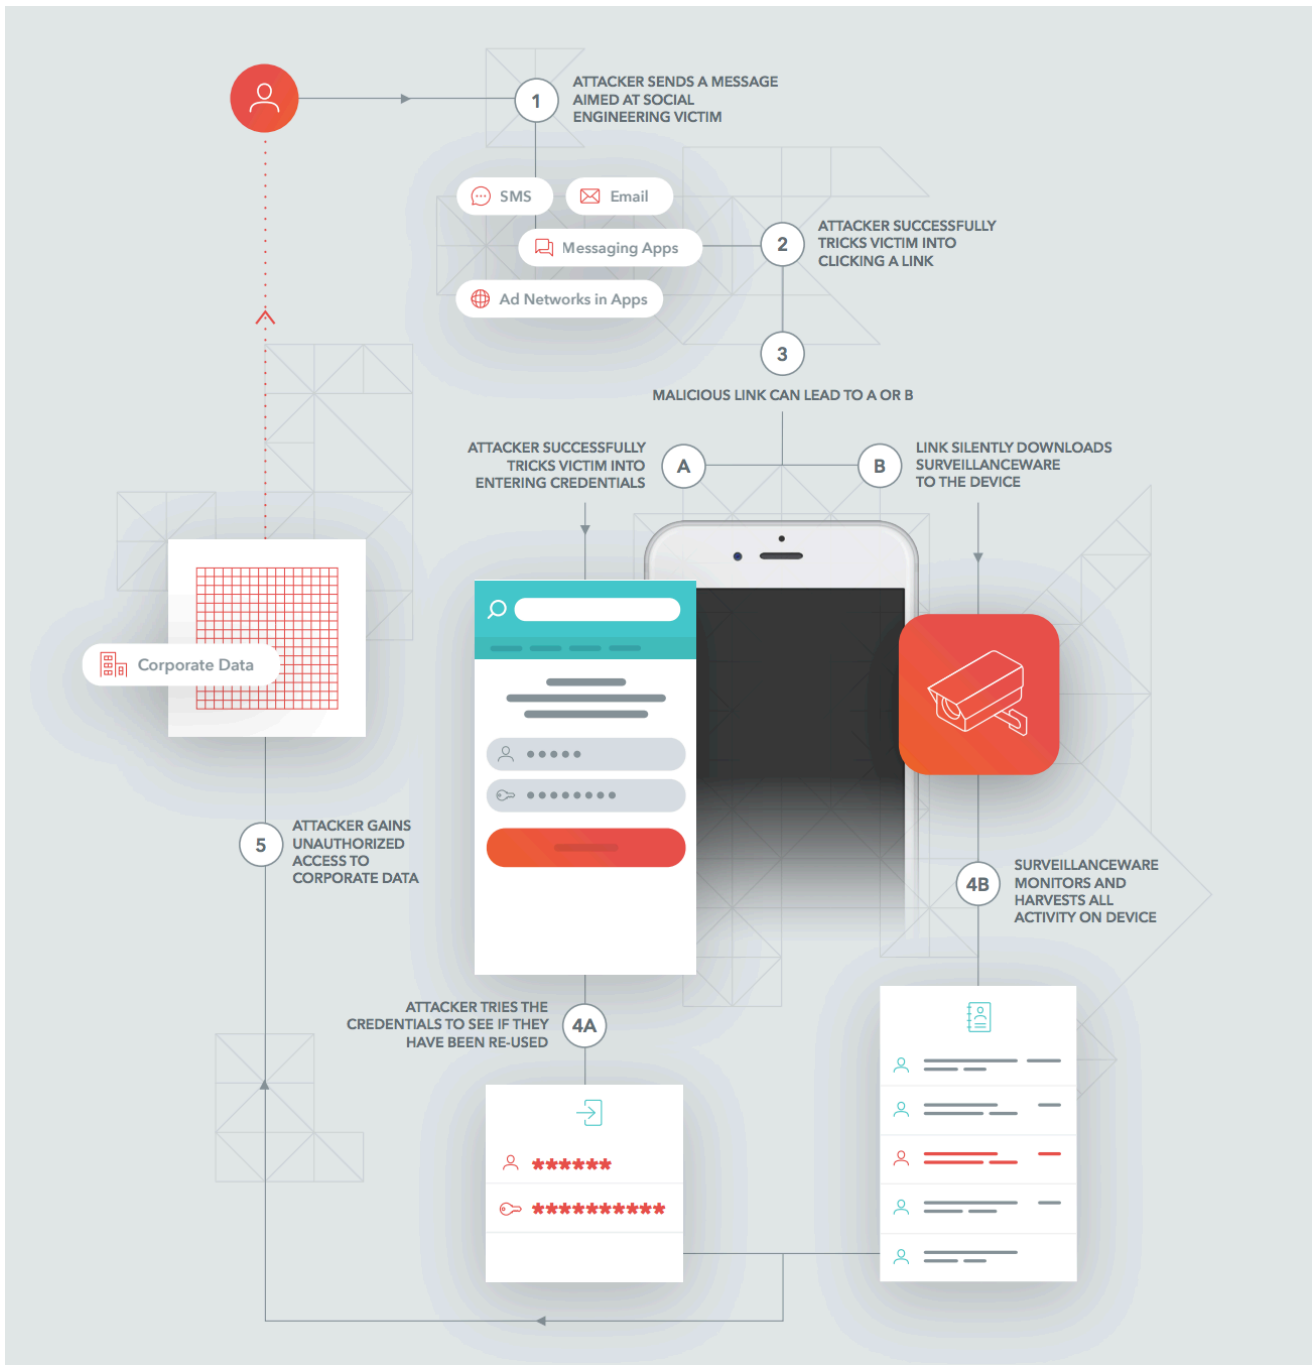 1
ATTACKER SENDS A MESSAGE
AIMED AT SOCIAL
ENGINEERING VICTIM
SMS
Email
Messaging Apps
Ad Networks in Apps
2
ATTACKER SUCCESSFULLY
TRICKS VICTIM INTO
CLICKING A LINK
3
MALICIOUS LINK CAN LEAD TO A OR B
ATTACKER SUCCESSFULLY
TRICKS VICTIM INTO
ENTERING CREDENTIALS
A
B
LINK SILENTLY DOWNLOADS
SURVEILLANCEWARE
TO THE DEVICE
Corporate Data
5
ATTACKER GAINS
UNAUTHORIZED
ACCESS TO
CORPORATE DATA
4B
SURVEILLANCEWARE
MONITORS AND
HARVESTS ALL
ACTIVITY ON DEVICE
ATTACKER TRIES THE
CREDENTIALS TO SEE IF THEY
HAVE BEEN RE-USED
4A
******
**********